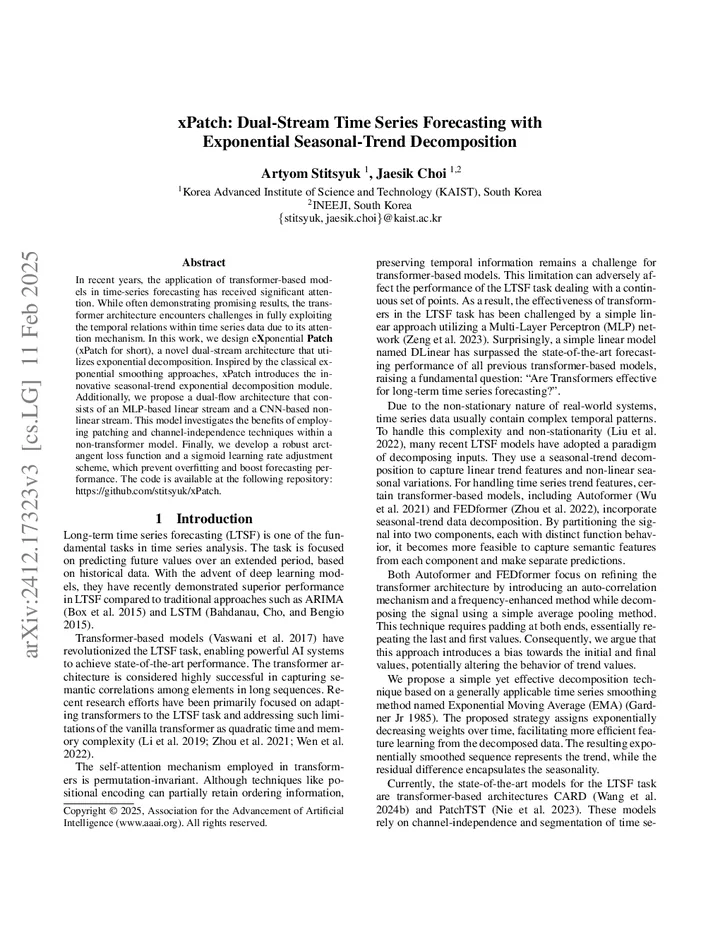 xPatch: Dual-Stream Time Series Forecasting with
Exponential Seasonal-Trend Decomposition
Artyom Stitsyuk 1, Jaesik Choi 1,2
1Korea Advanced Institute of Science and Technology (KAIST), South Korea
2INEEJI, South Korea
{stitsyuk, jaesik.choi}@kaist.ac.kr
arXiv:2412.17323v3 [cs.LG] 11 Feb 2025
Abstract
In recent years, the application of transformer-based mod-
els in time-series forecasting has received significant atten-
tion. While often demonstrating promising results, the trans-
former architecture encounters challenges in fully exploiting
the temporal relations within time series data due to its atten-
tion mechanism. In this work, we design eXponential Patch
(xPatch for short), a novel dual-stream architecture that uti-
lizes exponential decomposition. Inspired by the classical ex-
ponential smoothing approaches, xPatch introduces the in-
novative seasonal-trend exponential decomposition module.
Additionally, we propose a dual-flow architecture that con-
sists of an MLP-based linear stream and a CNN-based non-
linear stream. This model investigates the benefits of employ-
ing patching and channel-independence techniques within a
non-transformer model. Finally, we develop a robust arct-
angent loss function and a sigmoid learning rate adjustment
scheme, which prevent overfitting and boost forecasting per-
formance. The code is available at the following repository:
https://github.com/stitsyuk/xPatch.
1 Introduction
Long-term time series forecasting (LTSF) is one of the fun-
damental tasks in time series analysis. The task is focused
on predicting future values over an extended period, based
on historical data. With the advent of deep learning mod-
els, they have recently demonstrated superior performance
in LTSF compared to traditional approaches such as ARIMA
(Box et al. 2015) and LSTM (Bahdanau, Cho, and Bengio
2015).
Transformer-based models (Vaswani et al. 2017) have
revolutionized the LTSF task, enabling powerful AI systems
to achieve state-of-the-art performance. The transformer ar-
chitecture is considered highly successful in capturing se-
mantic correlations among elements in long sequences. Re-
cent research efforts have been primarily focused on adapt-
ing transformers to the LTSF task and addressing such limi-
tations of the vanilla transformer as quadratic time and mem-
ory complexity (Li et al. 2019; Zhou et al. 2021; Wen et al.
2022).
The self-attention mechanism employed in transform-
ers is permutation-invariant. Although techniques like po-
sitional encoding can partially retain ordering information,
Copyright © 2025, Association for the Advancement of Artificial
Intelligence (www.aaai.org). All rights reserved.
preserving temporal information remains a challenge for
transformer-based models. This limitation can adversely af-
fect the performance of the LTSF task dealing with a contin-
uous set of points. As a result, the effectiveness of transform-
ers in the LTSF task has been challenged by a simple lin-
ear approach utilizing a Multi-Layer Perceptron (MLP) net-
work (Zeng et al. 2023). Surprisingly, a simple linear model
named DLinear has surpassed the state-of-the-art forecast-
ing performance of all previous transformer-based models,
raising a fundamental question: “Are Transformers effective
for long-term time series forecasting?”.
Due to the non-stationary nature of real-world systems,
time series data usually contain complex temporal patterns.
To handle this complexity and non-stationarity (Liu et al.
2022), many recent LTSF models have adopted a paradigm
of decomposing inputs. They use a seasonal-trend decom-
position to capture linear trend features and non-linear sea-
sonal variations. For handling time series trend features, cer-
tain transformer-based models, including Autoformer (Wu
et al. 2021) and FEDformer (Zhou et al. 2022), incorporate
seasonal-trend data decomposition. By partitioning the sig-
nal into two components, each with distinct function behav-
ior, it becomes more feasible to capture semantic features
from each component and make separate predictions.
Both Autoformer and FEDformer focus on refining the
transformer architecture by introducing an auto-correlation
mechanism and a frequency-enhanced method while decom-
posing the signal using a simple average pooling method.
This technique requires padding at both ends, essentially re-
peating the last and first values. Consequently, we argue that
this approach introduces a bias towards the initial and final
values, potentially altering the behavior of trend values.
We propose a simple yet effective decomposition tech-
nique based on a generally applicable time series smoothing
method named Exponential Moving Average (EMA) (Gard-
ner Jr 1985). The proposed strategy assigns exponentially
decreasing weights over time, facilitating more efficient fea-
ture learning from the decomposed data. The resulting expo-
nentially smoothed sequence represents the trend, while the
residual difference encapsulates the seasonality.
Currently, the state-of-the-art models for the LTSF task
are transformer-based architectures CARD (Wang et al.
2024b) and PatchTST (Nie et al. 2023). These models
rely on channel-independence and segmentation of time se-